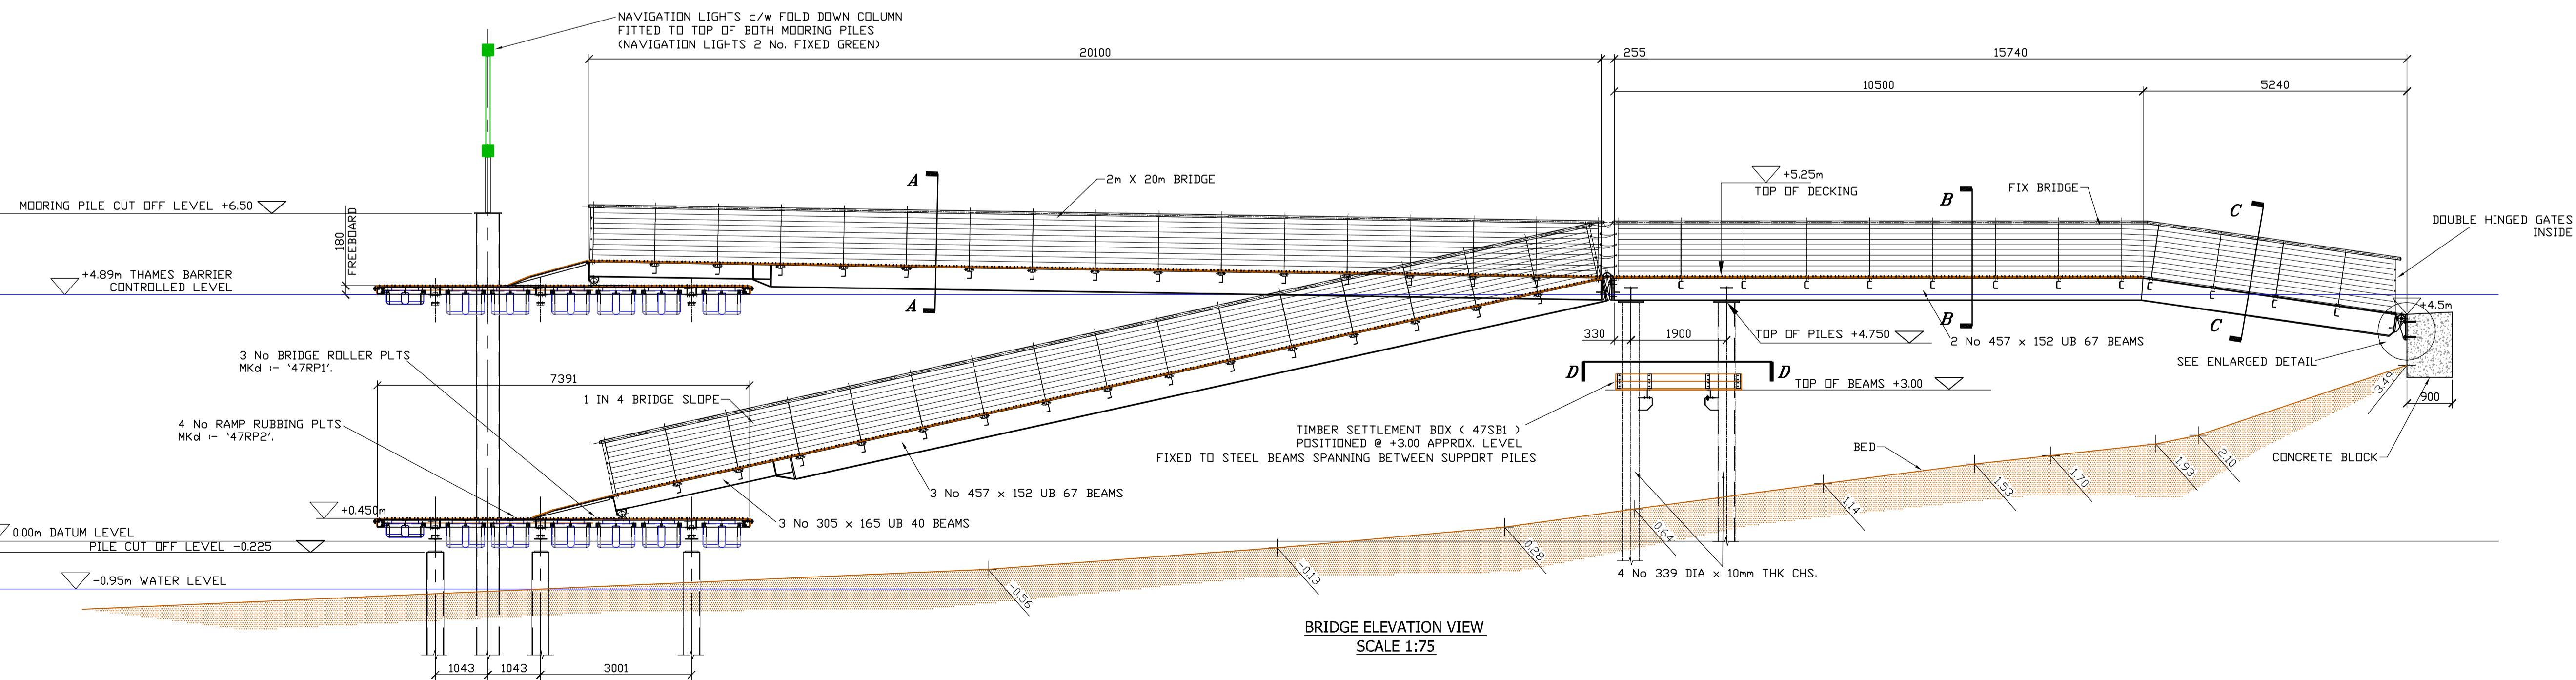 NAVIGATION LIGHTS c/w FOLD DOWN COLUMN
FITTED TO TOP OF BOTH MOORING PILES
(NAVIGATION LIGHTS 2 No. FIXED GREEN)
20100
255
15740
10500
5240
A
2m X 20m BRIDGE
+5.25m
TOP OF DECKING
B
FIX BRIDGE
C
DOUBLE HINGED GATES
INSIDE
MOORING PILE CUT OFF LEVEL +6.50
180
FREEBOARD
+4.89m THAMES BARRIER
CONTROLLED LEVEL
A
B
C
+4.5m
330
1900
TOP OF PILES +4.750
2 No 457 x 152 UB 67 BEAMS
SEE ENLARGED DETAIL
3 No BRIDGE ROLLER PLTS
MKd :- '47RP1'.
7391
1 IN 4 BRIDGE SLOPE
D
D
TOP OF BEAMS +3.00
3.49
900
4 No RAMP RUBBING PLTS
MKd :- '47RP2'.
TIMBER SETTLEMENT BOX ( 47SB1 )
POSITIONED @ +3.00 APPROX. LEVEL
FIXED TO STEEL BEAMS SPANNING BETWEEN SUPPORT PILES
BED
CONCRETE BLOCK
3 No 457 x 152 UB 67 BEAMS
3 No 305 x 165 UB 40 BEAMS
+0.450m
0.00m DATUM LEVEL
PILE CUT OFF LEVEL -0.225
-0.95m WATER LEVEL
-0.56
-0.13
0.28
0.64
1.14
1.53
1.70
1.93
2.10
4 No 339 DIA x 10mm THK CHS.
BRIDGE ELEVATION VIEW
SCALE 1:75
1043
1043
3001